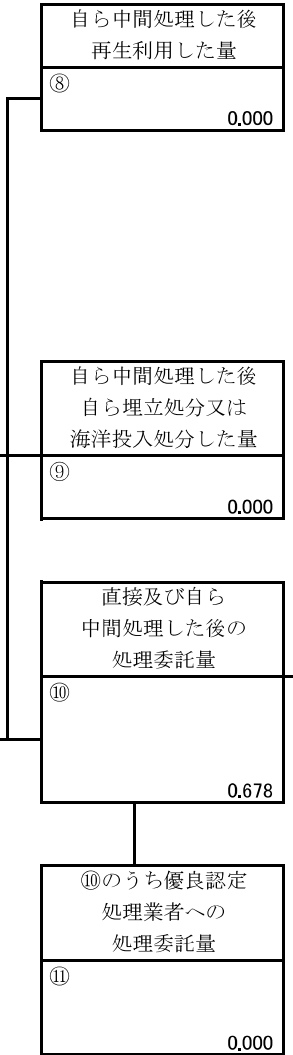 自ら中間処理した後
再生利用した量
⑧
0.000
自ら中間処理した後
自ら埋立処分又は
海洋投入処分した量
⑨
0.000
直接及び自ら
中間処理した後の
処理委託量
⑩
0.678
⑩のうち優良認定
処理業者への
処理委託量
⑪
0.000